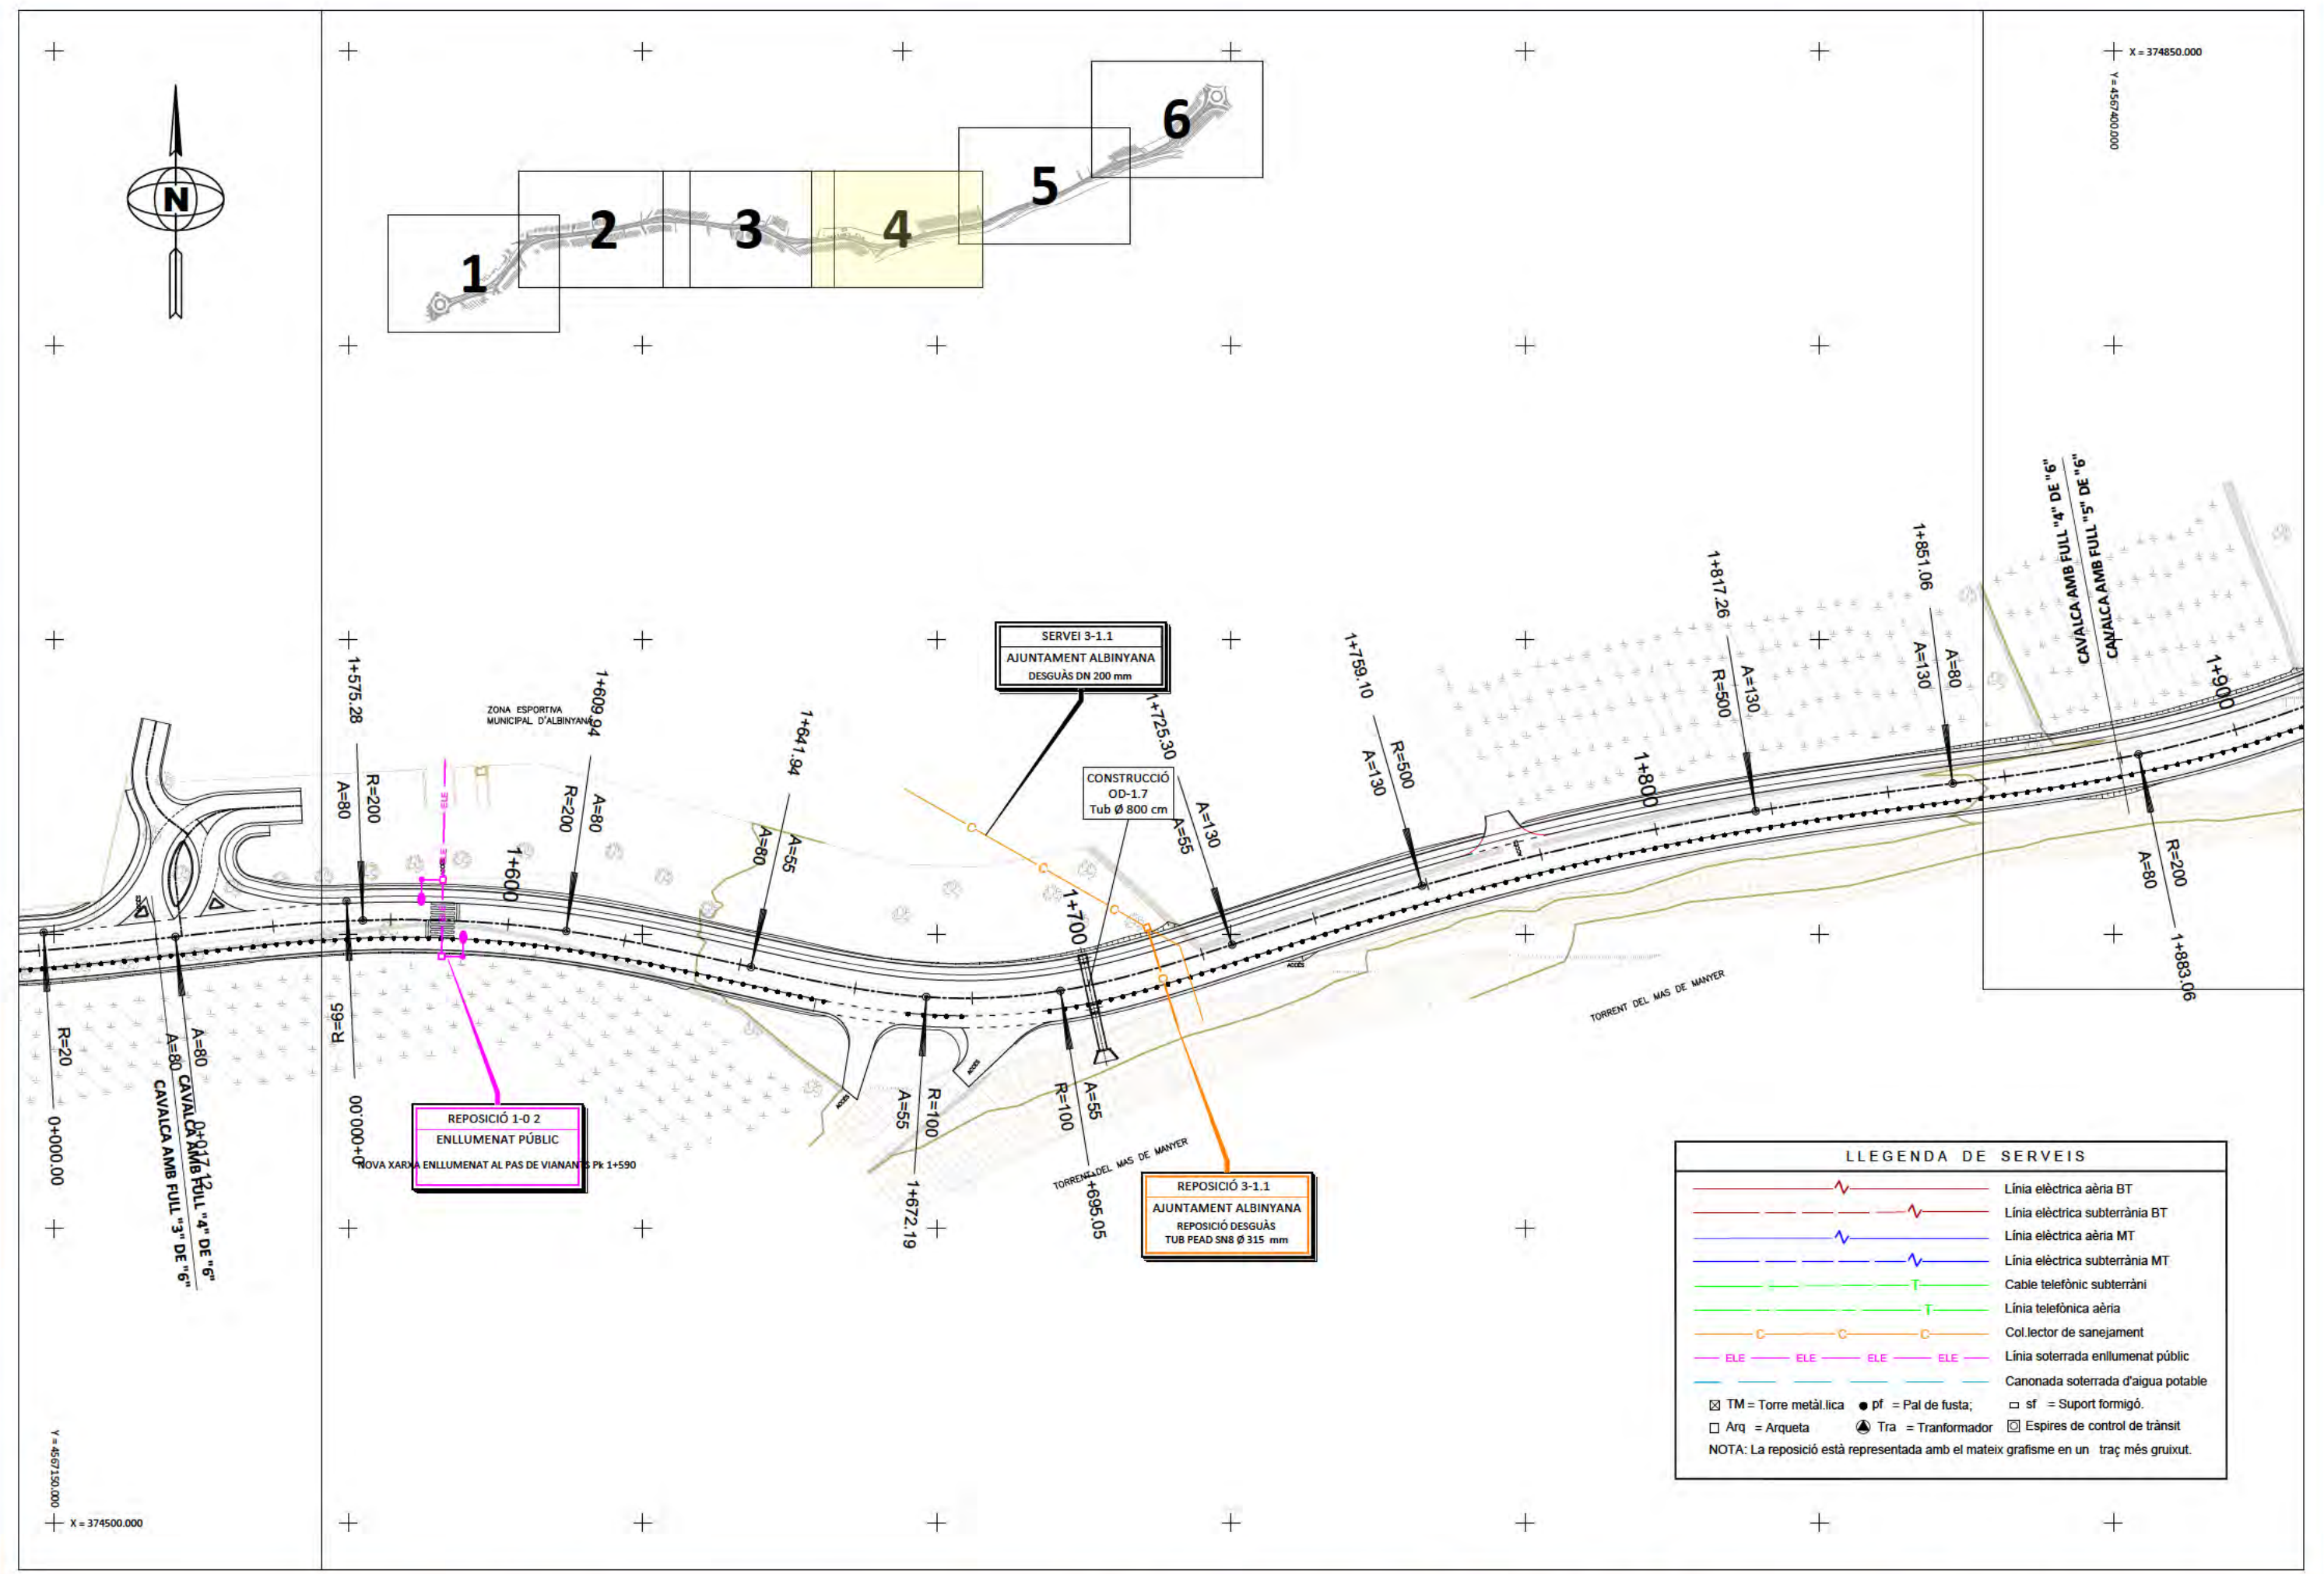 X = 374850.000
Y = 4567400.000
N
1
2
3
4
5
6
CAVALCA AMB FULL "4" DE "6"
CAVALCA AMB FULL "5" DE "6"
1+851.06
A=130
A=80
1+817.26
R=500
A=130
1+900
SERVEI 3-1.1
AJUNTAMENT ALBINYANA
DESGUÀS DN 200 mm
1+759.10
A=130
R=500
1+575.28
A=80
R=200
ZONA ESPORTIVA
MUNICIPAL D'ALBINYANA
1+609.94
R=200
A=80
1+641.94
A=80
A=55
1+725.30
A=55
A=130
CONSTRUCCIÓ
OD-1.7
Tub Ø 800 cm
1+800
ELE
1+600
1+700
C
C
C
C
C
ACCÉS
ACCÉS
R=200
A=80
1+883.06
TORRENT DEL MAS DE MANYER
R=20
0+000.00
A=80
A=80
0+017.12
CAVALCA AMB FULL "3" DE "6"
CAVALCA AMB FULL "4" DE "6"
R=65
0+000.00
REPOSICIÓ 1-0 2
ENLLUMENAT PÚBLIC
NOVA XARXA ENLLUMENAT AL PAS DE VIANANTS Pk 1+590
ACCÉS
ACCÉS
A=55
R=100
1+672.19
R=100
A=55
1+695.05
TORRENT DEL MAS DE MANYER
REPOSICIÓ 3-1.1
AJUNTAMENT ALBINYANA
REPOSICIÓ DESGUÀS
TUB PEAD SN8 Ø 315 mm
LLEGENDA DE SERVEIS
Línia elèctrica aèria BT
Línia elèctrica subterrània BT
Línia elèctrica aèria MT
Línia elèctrica subterrània MT
T Cable telefònic subterràni
T Línia telefònica aèria
C C C Col.lector de sanejament
ELE ELE ELE ELE Línia soterrada enllumenat públic
Canonada soterrada d'aigua potable
TM = Torre metàl.lica pf = Pal de fusta; sf = Suport formigó.
Arq = Arqueta Tra = Tranformador Espires de control de trànsit
NOTA: La reposició està representada amb el mateix grafisme en un traç més gruixut.
Y = 4567150.000
X = 374500.000